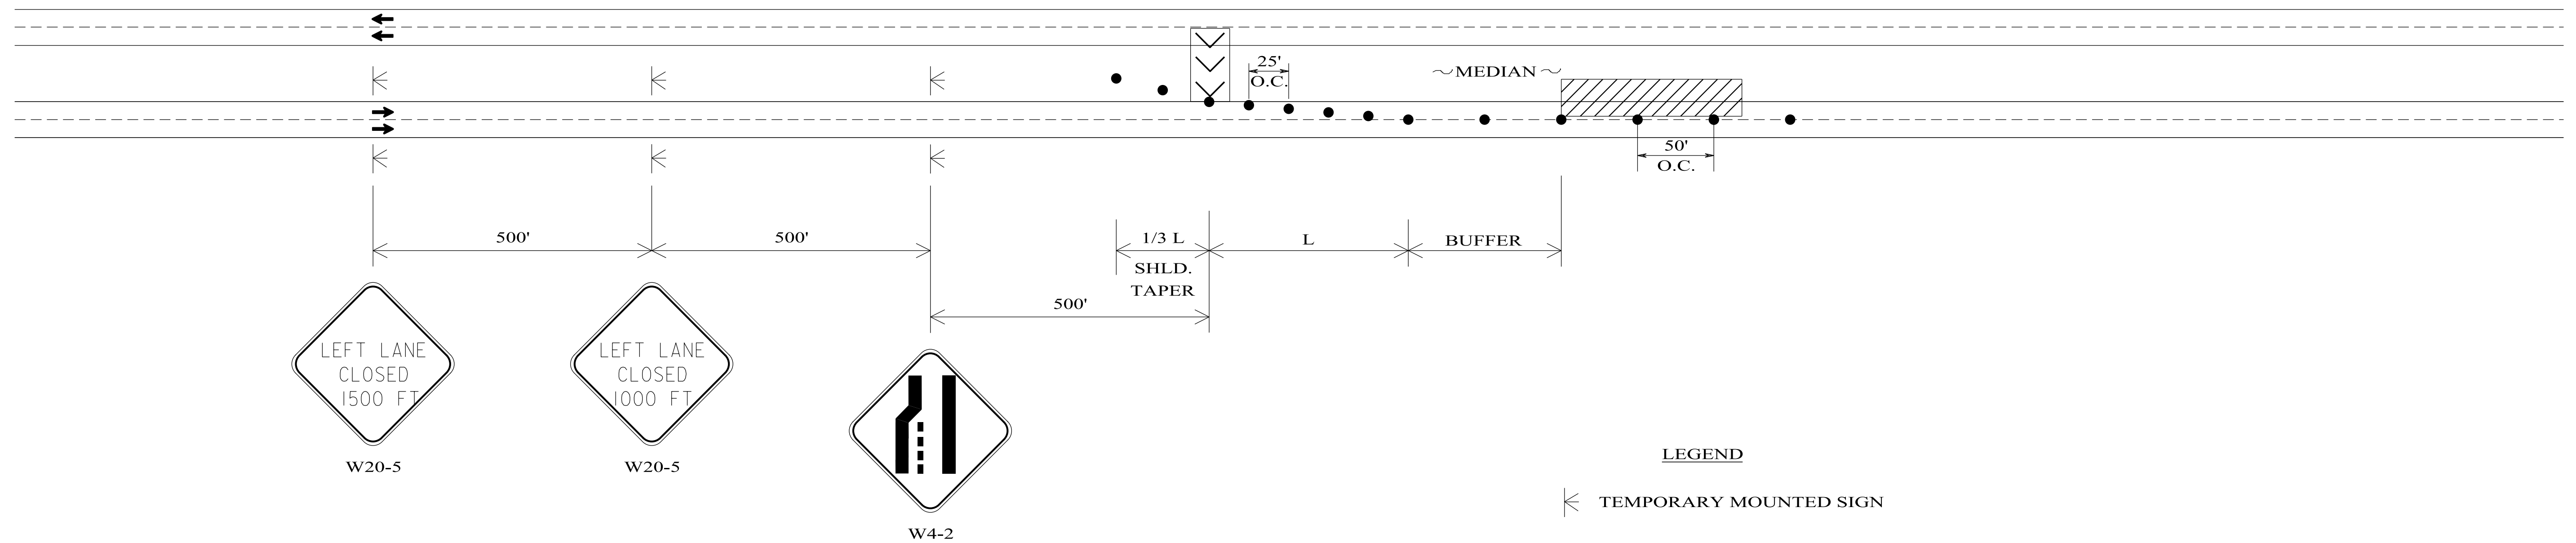 25'
O.C.
MEDIAN
50'
O.C.
500'
500'
1/3 L
L
BUFFER
SHLD.
TAPER
500'
LEFT LANE
CLOSED
1500 FT
W20-5
LEFT LANE
CLOSED
1000 FT
W20-5
W4-2
LEGEND
TEMPORARY MOUNTED SIGN